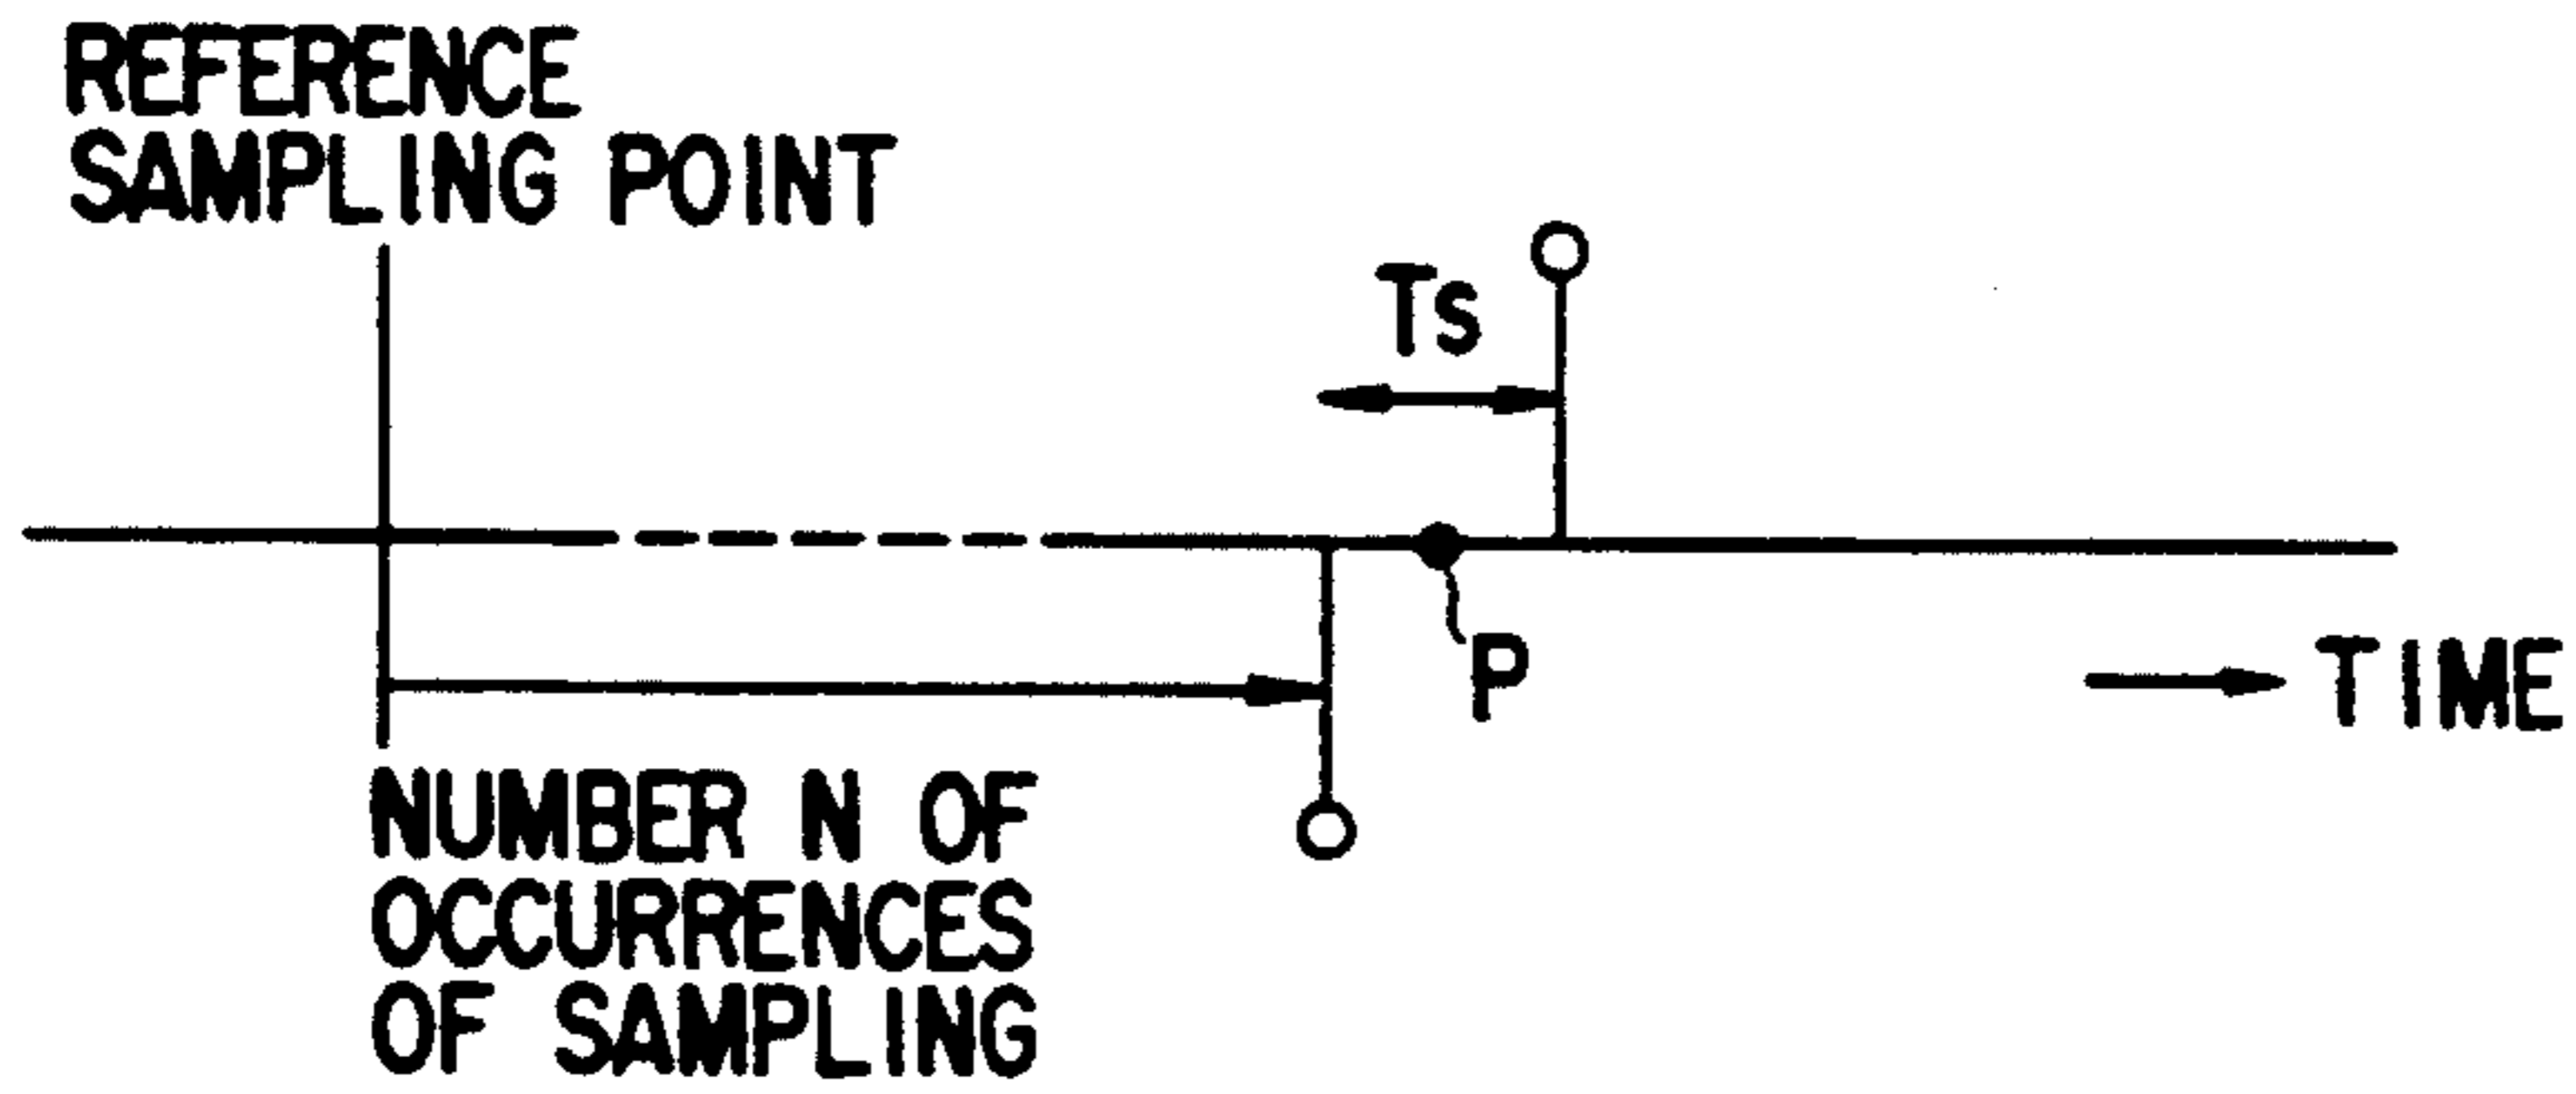 REFERENCE
SAMPLING POINT
Ts
P
TIME
NUMBER N OF
OCCURRENCES
OF SAMPLING